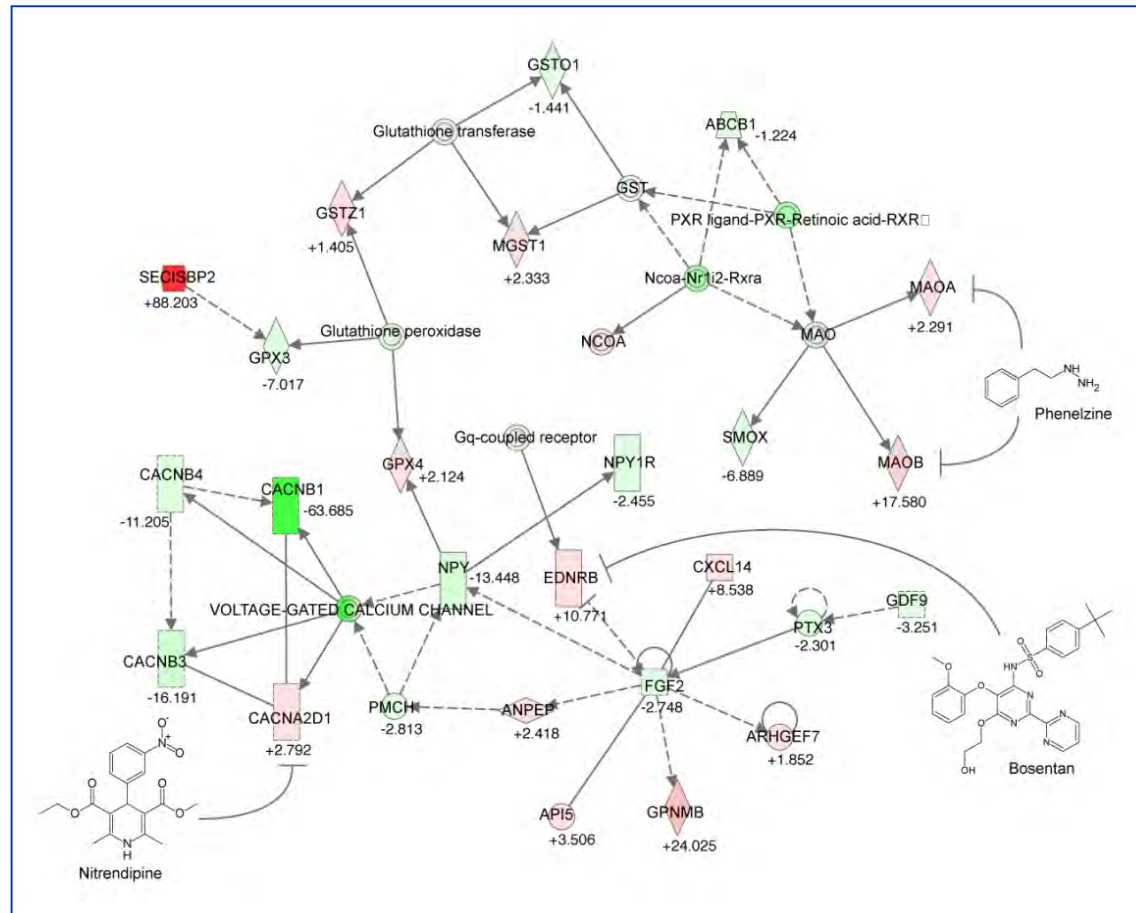 GSTO1
-1.441
Glutathione transferase
ABCB1
-1.224
GST
GSTZ1
+1.405
PXR ligand-PXR-Retinoic acid-RXR□
MGST1
+2.333
SECISBP2
+88.203
Ncoa-Nr1i2-Rxra
MAOA
+2.291
Glutathione peroxidase
NCOA
MAO
GPX3
-7.017
NH
NH2
Phenelzine
Gq-coupled receptor
SMOX
-6.889
NPY1R
-2.455
GPX4
+2.124
MAOB
+17.580
CACNB4
-11.205
CACNB1
-63.685
NPY
-13.448
EDNRB
+10.771
CXCL14
+8.538
VOLTAGE-GATED CALCIUM CHANNEL
GDF9
-3.251
PTX3
-2.301
CACNB3
-16.191
FGF2
-2.748
CACNA2D1
+2.792
PMCH
-2.813
ANPEP
+2.418
ARHGEF7
+1.852
API5
+3.506
GPNMB
+24.025
O-
N+
O
O
O
O
O
N
H
Nitrendipine
O
S
O
HN
O
O
N
N
N
N
O
OH
Bosentan